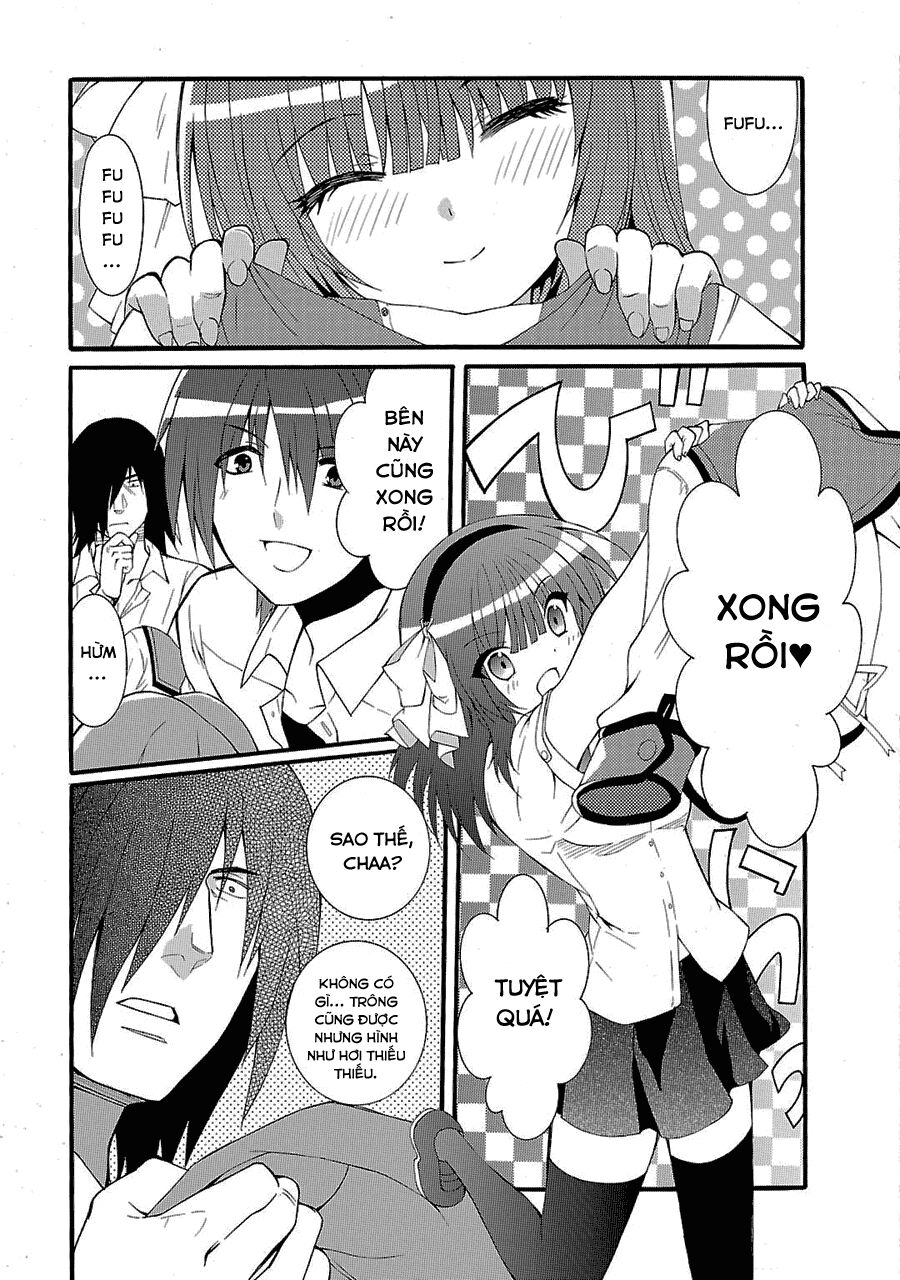 FUFU...
FU
FU
FU
FU
...
XONG
RỒI♥
TUYỆT
QUÁ!
BÊN
NÀY
CŨNG
XONG
RỒI!
HỪM
...
SAO THẾ,
CHAA?
KHÔNG CÓ
GÌ... TRÔNG
CŨNG ĐƯỢC
NHƯNG HÌNH
NHƯ HƠI THIẾU
THIẾU.